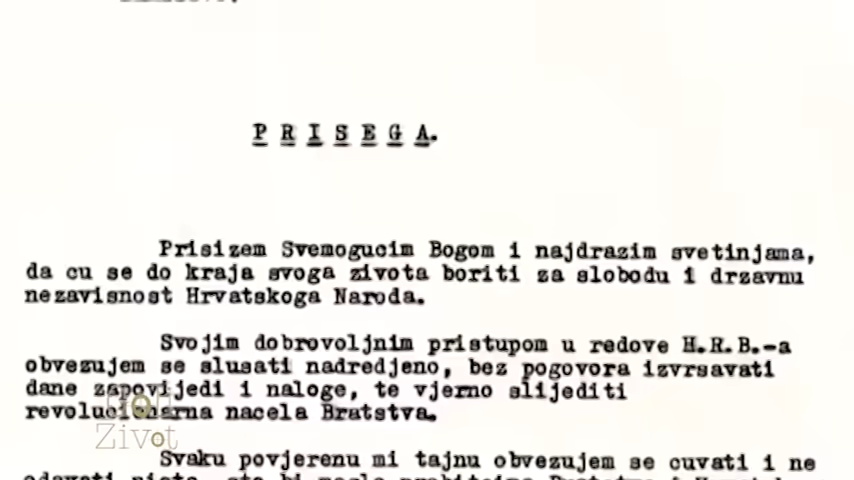 P R I S E G A.
Prisizem Svemogucim Bogom i najdrazim svetinjama,
da cu se do kraja svoga zivota boriti za slobodu i drzavnu
nezavisnost Hrvatskoga Naroda.
Svojim dobrovoljnim pristupom u redove H.R.B.-a
obvezujem se slusati nadredjeno, bez pogovora izvrsavati
dane zapovijedi i naloge, te vjerno slijediti
revolucionarna nacela Bratstva.
Život
Svaku povjerenu mi tajnu obvezujem se cuvati i ne